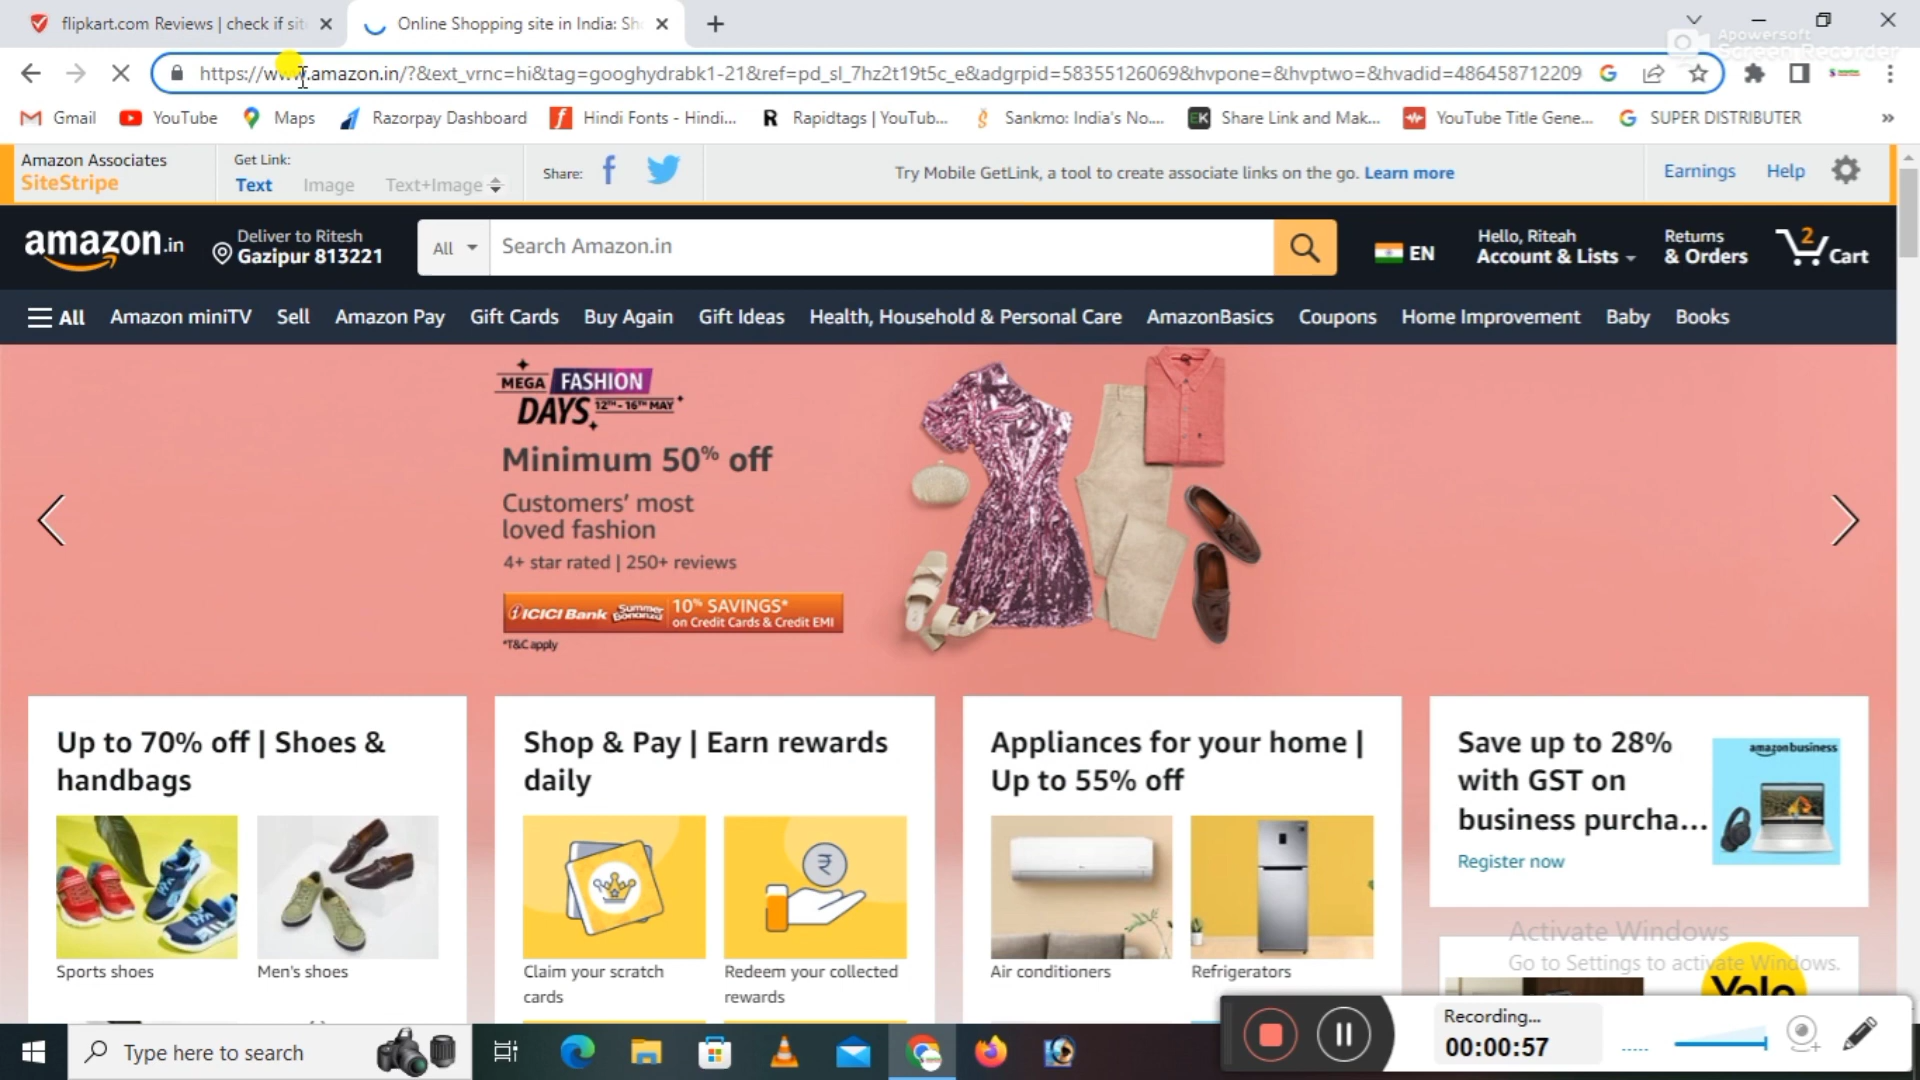 flipkart.com Reviews | check if sit
Online Shopping site in India: Sh
Apowersoft
Screen Recorder
https://www.amazon.in/?&ext_vrnc=hi&tag=googhydrabk1-21&ref=pd_sl_7hz2t19t5c_e&adgrpid=58355126069&hvpone=&hvptwo=&hvadid=486458712209
Gmail
YouTube
Maps
Razorpay Dashboard
Hindi Fonts - Hindi...
Rapidtags | YouTub...
Sankmo: India's No....
Share Link and Mak...
YouTube Title Gene...
SUPER DISTRIBUTER
Amazon Associates
SiteStripe
Get Link:
Text
Image
Text+Image
Share:
Try Mobile GetLink, a tool to create associate links on the go. Learn more
Earnings
Help
amazon.in
Deliver to Ritesh
Gazipur 813221
All
Search Amazon.in
EN
Hello, Riteah
Account & Lists
Returns
& Orders
2
Cart
All
Amazon miniTV
Sell
Amazon Pay
Gift Cards
Buy Again
Gift Ideas
Health, Household & Personal Care
AmazonBasics
Coupons
Home Improvement
Baby
Books
MEGA FASHION
DAYS 12TH-16TH MAY
Minimum 50% off
Customers' most
loved fashion
4+ star rated | 250+ reviews
ICICI Bank Summer Bonanza 10% SAVINGS*
on Credit Cards & Credit EMI
*T&C apply
Up to 70% off | Shoes &
handbags
Sports shoes
Men's shoes
Shop & Pay | Earn rewards
daily
Claim your scratch
cards
Redeem your collected
rewards
Appliances for your home |
Up to 55% off
Air conditioners
Refrigerators
Save up to 28%
with GST on
business purcha...
amazonbusiness
Register now
Activate Windows
Go to Settings to activate Windows.
Yale
Recording...
00:00:57
Type here to search